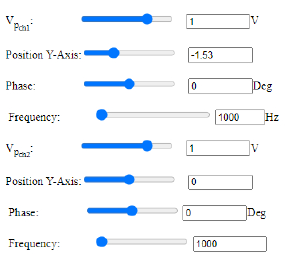 Vpch1: 1 V
Position Y-Axis: -1.53
Phase: 0 Deg
Frequency: 1000 Hz
Vpch2: 1 V
Position Y-Axis: 0
Phase: 0 Deg
Frequency: 1000